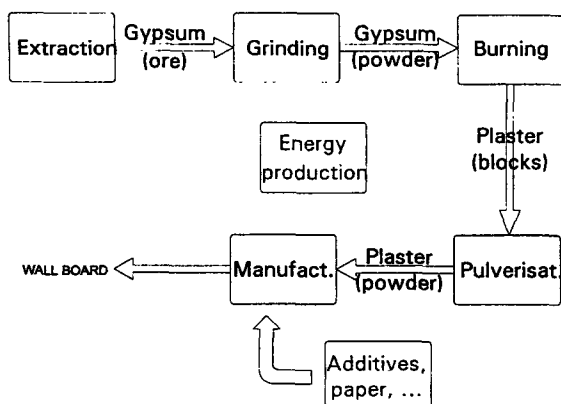 Extraction
Gypsum
(ore)
Grinding
Gypsum
(powder)
Burning
Energy
production
Plaster
(blocks)
WALL BOARD
Manufact.
Plaster
(powder)
Pulverisat.
Additives,
paper, ...